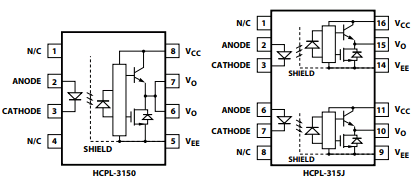 N/C 1
ANODE 2
CATHODE 3
N/C 4
8 VCC
7 VO
6 VO
5 VEE
SHIELD
HCPL-3150
N/C 1
ANODE 2
CATHODE 3
16 VCC
15 VO
14 VEE
SHIELD
ANODE 6
CATHODE 7
N/C 8
11 VCC
10 VO
9 VEE
SHIELD
HCPL-315J